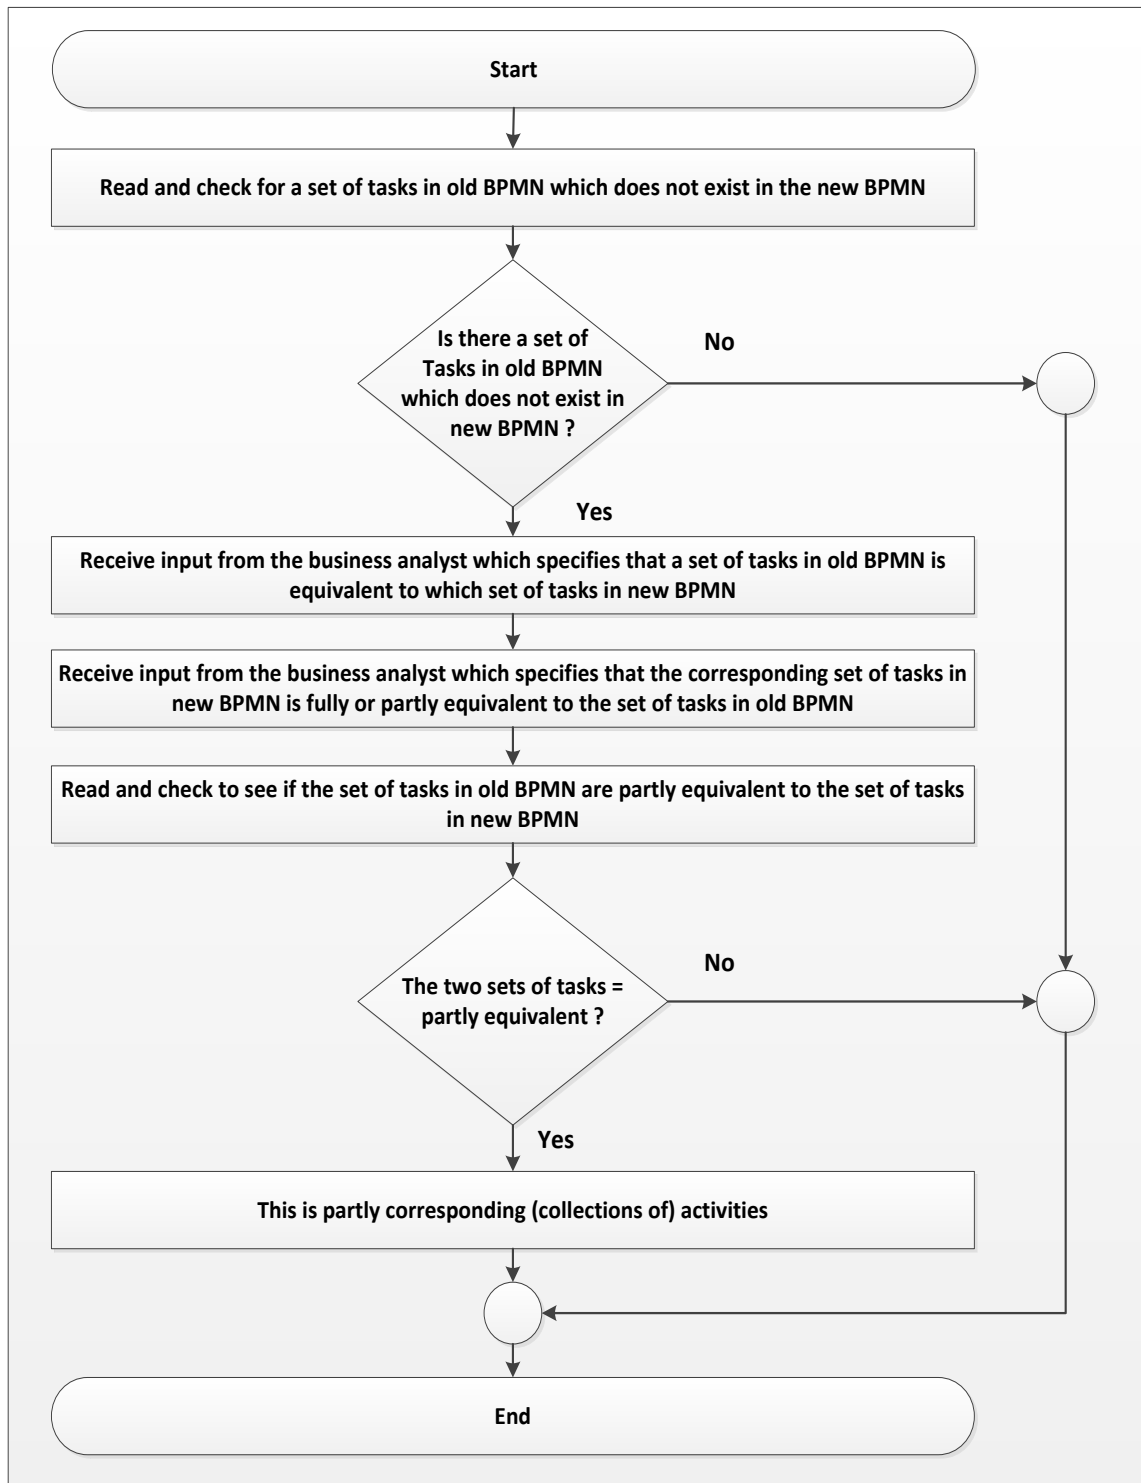 Start
Read and check for a set of tasks in old BPMN which does not exist in the new BPMN
Is there a set of
Tasks in old BPMN
which does not exist in
new BPMN ?
No
Yes
Receive input from the business analyst which specifies that a set of tasks in old BPMN is
equivalent to which set of tasks in new BPMN
Receive input from the business analyst which specifies that the corresponding set of tasks in
new BPMN is fully or partly equivalent to the set of tasks in old BPMN
Read and check to see if the set of tasks in old BPMN are partly equivalent to the set of tasks
in new BPMN
The two sets of tasks =
partly equivalent ?
No
Yes
This is partly corresponding (collections of) activities
End